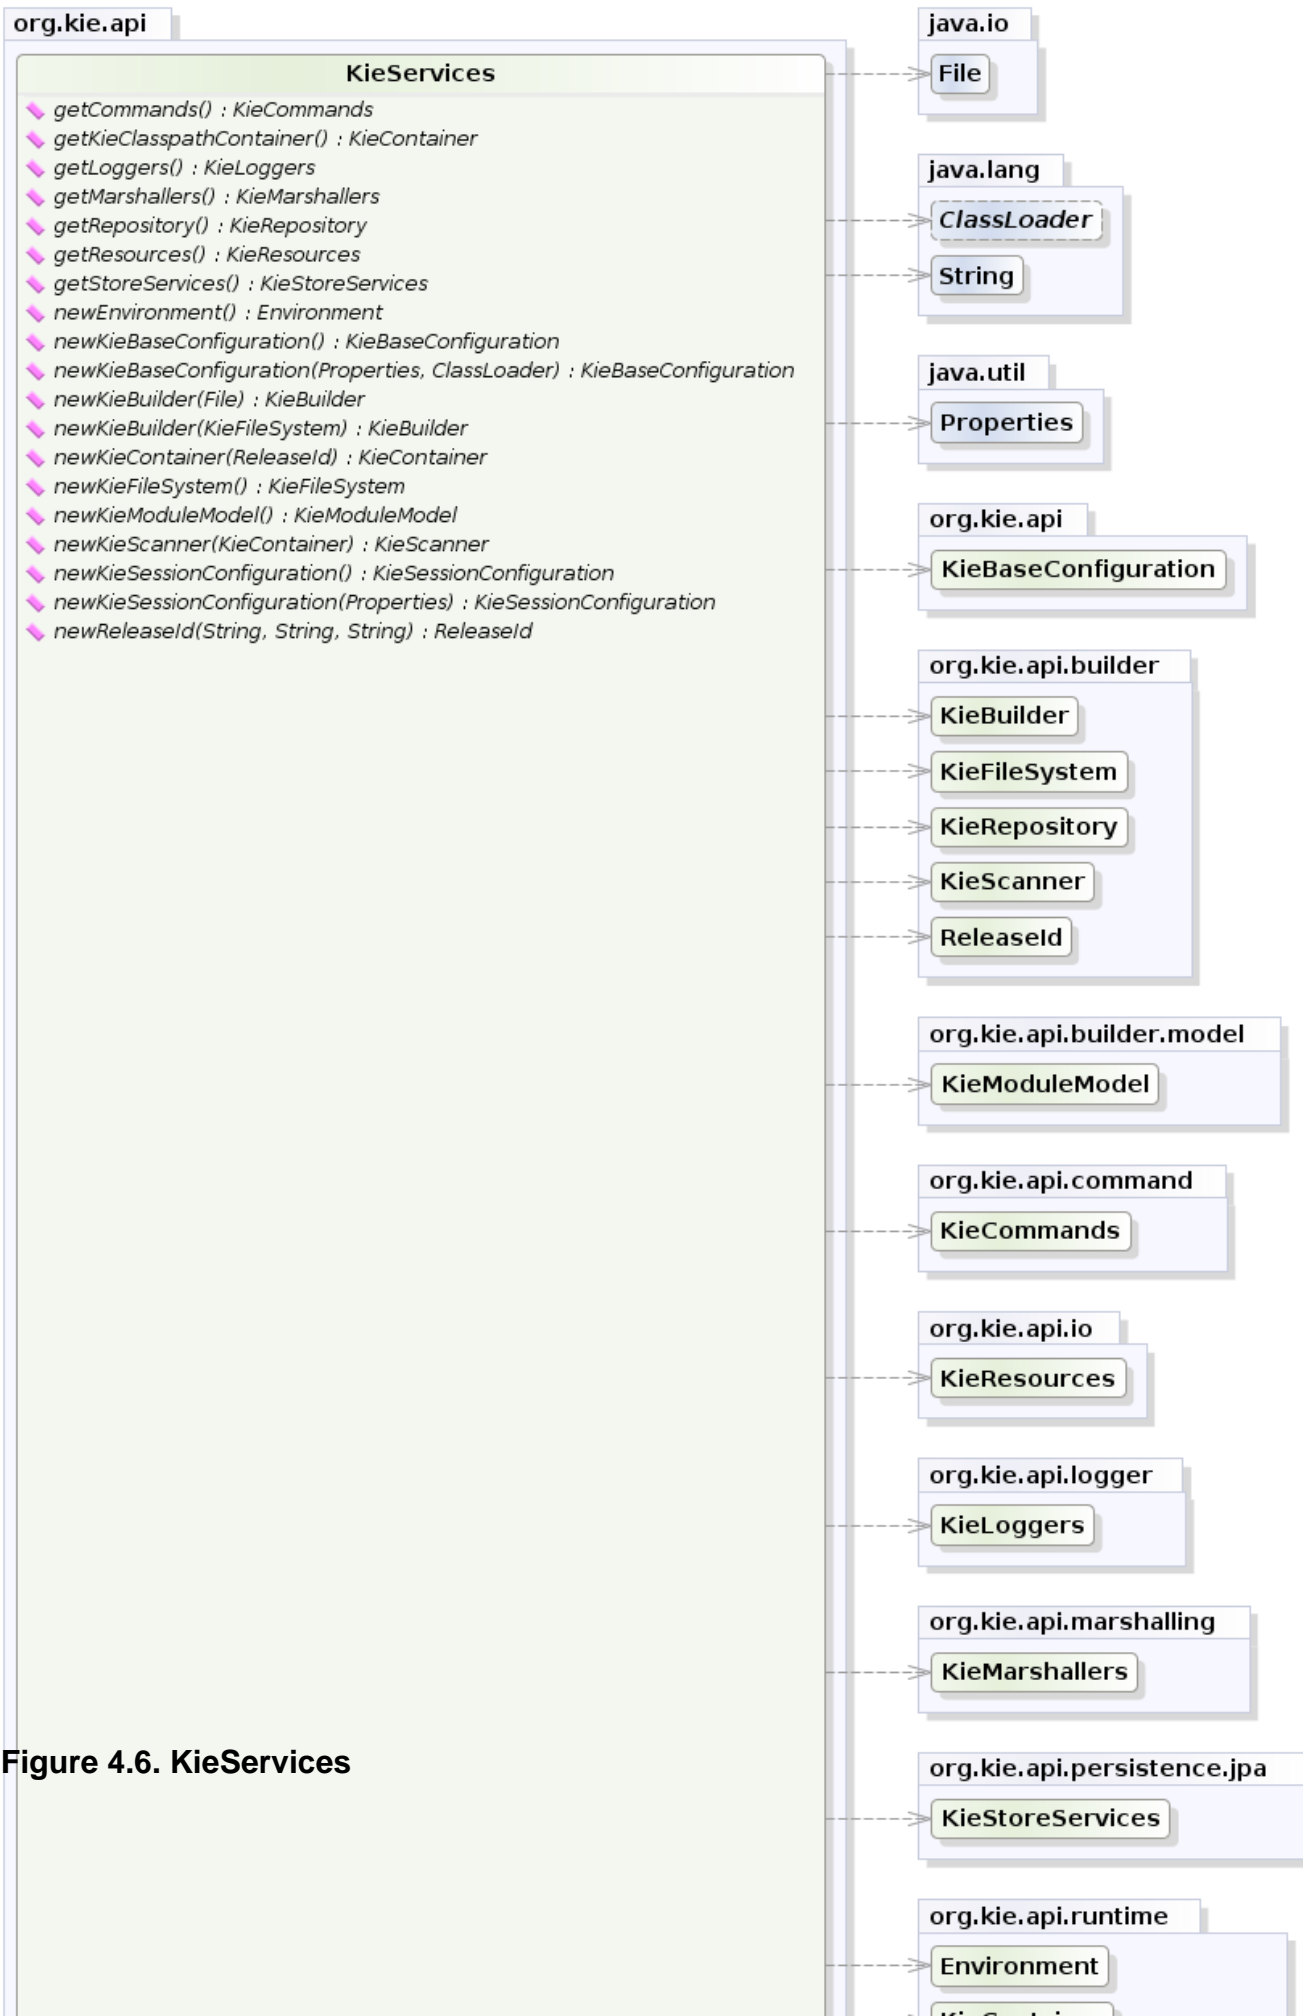 org.kie.api
KieServices
getCommands() : KieCommands
getKieClasspathContainer() : KieContainer
getLoggers() : KieLoggers
getMarshallers() : KieMarshallers
getRepository() : KieRepository
getResources() : KieResources
getStoreServices() : KieStoreServices
newEnvironment() : Environment
newKieBaseConfiguration() : KieBaseConfiguration
newKieBaseConfiguration(Properties, ClassLoader) : KieBaseConfiguration
newKieBuilder(File) : KieBuilder
newKieBuilder(KieFileSystem) : KieBuilder
newKieContainer(ReleaseId) : KieContainer
newKieFileSystem() : KieFileSystem
newKieModuleModel() : KieModuleModel
newKieScanner(KieContainer) : KieScanner
newKieSessionConfiguration() : KieSessionConfiguration
newKieSessionConfiguration(Properties) : KieSessionConfiguration
newReleaseId(String, String, String) : ReleaseId
Figure 4.6. KieServices
java.io
File
java.lang
ClassLoader
String
java.util
Properties
org.kie.api
KieBaseConfiguration
org.kie.api.builder
KieBuilder
KieFileSystem
KieRepository
KieScanner
ReleaseId
org.kie.api.builder.model
KieModuleModel
org.kie.api.command
KieCommands
org.kie.api.io
KieResources
org.kie.api.logger
KieLoggers
org.kie.api.marshalling
KieMarshallers
org.kie.api.persistence.jpa
KieStoreServices
org.kie.api.runtime
Environment